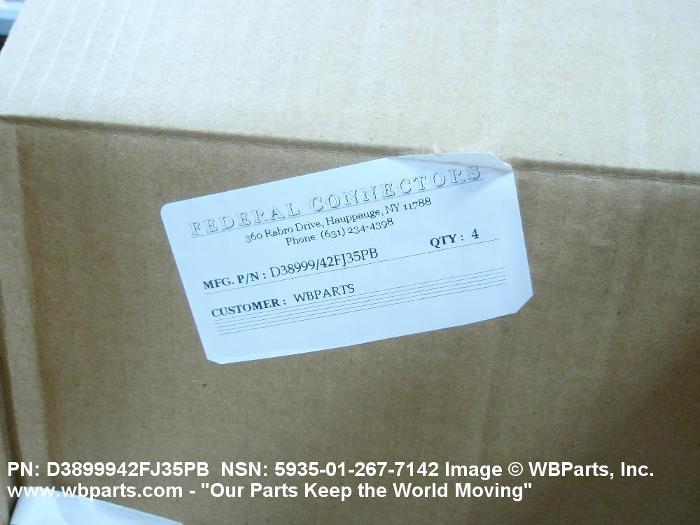 FEDERAL CONNECTORS
360 Rabro Drive, Hauppauge, NY 11788
Phone: (631) 234-4398
MFG. P/N : D38999/42FJ35PB QTY : 4
CUSTOMER : WBPARTS
PN: D3899942FJ35PB NSN: 5935-01-267-7142 Image © WBParts, Inc.
www.wbparts.com - "Our Parts Keep the World Moving"